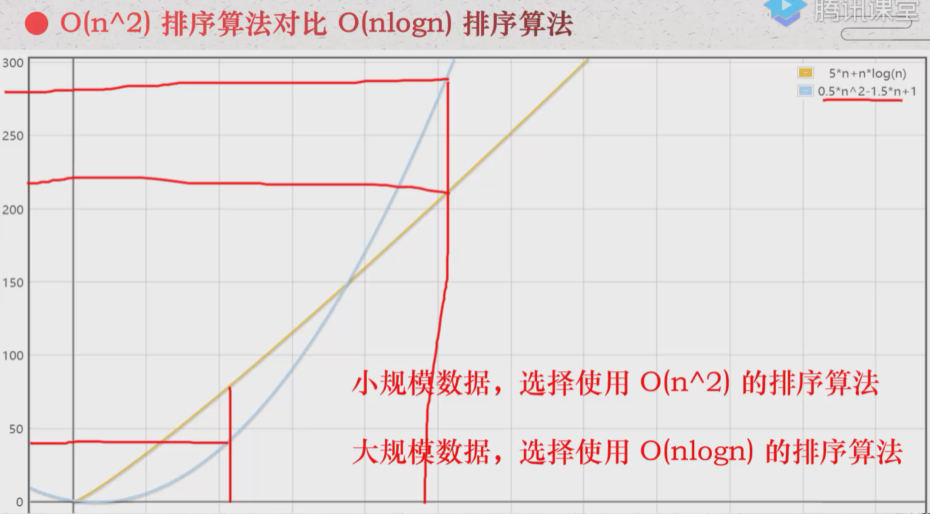 O(n^2) 排序算法对比 O(nlogn) 排序算法
腾讯课堂
300
5*n+n*log(n)
0.5*n^2-1.5*n+1
250
200
150
100
小规模数据，选择使用 O(n^2) 的排序算法
50
大规模数据，选择使用 O(nlogn) 的排序算法
0